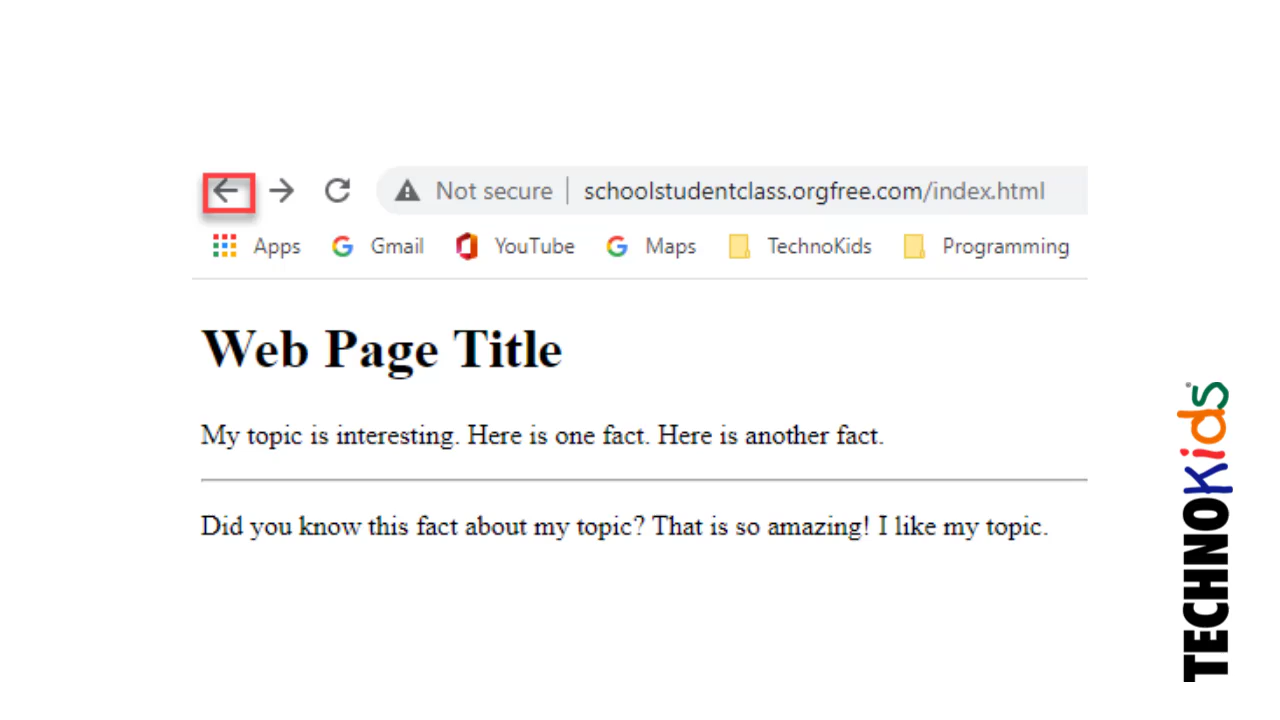 Not secure | schoolstudentclass.orgfree.com/index.html
Apps Gmail YouTube Maps TechnoKids Programming
Web Page Title
My topic is interesting. Here is one fact. Here is another fact.
Did you know this fact about my topic? That is so amazing! I like my topic.
TECHNOKids®